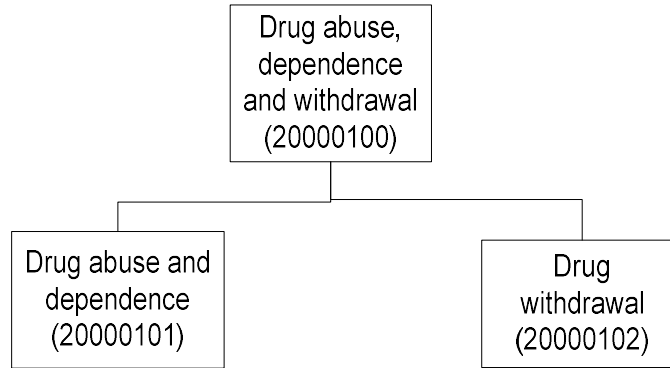 Drug abuse,
dependence
and withdrawal
(20000100)
Drug abuse and
dependence
(20000101)
Drug
withdrawal
(20000102)